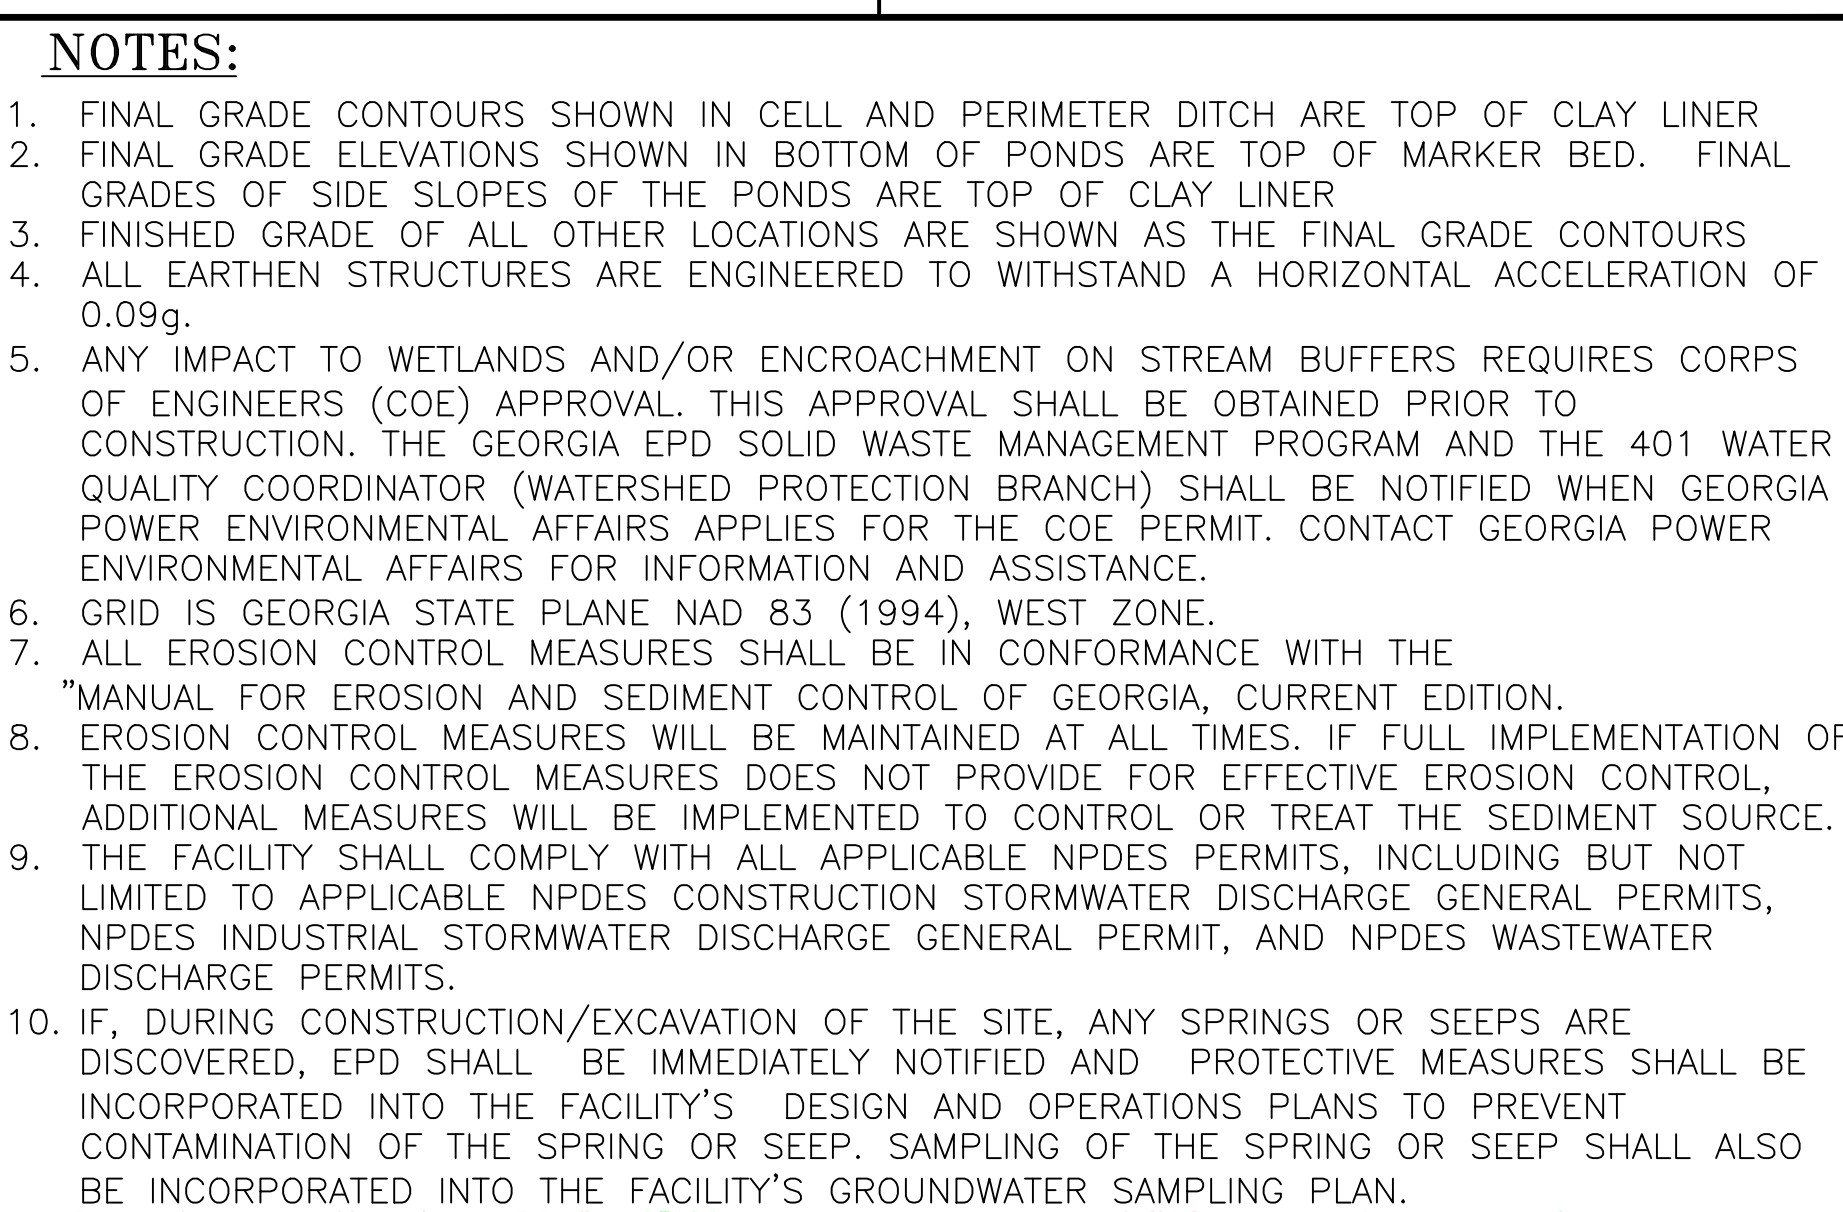 NOTES:
1. FINAL GRADE CONTOURS SHOWN IN CELL AND PERIMETER DITCH ARE TOP OF CLAY LINER
2. FINAL GRADE ELEVATIONS SHOWN IN BOTTOM OF PONDS ARE TOP OF MARKER BED. FINAL
GRADES OF SIDE SLOPES OF THE PONDS ARE TOP OF CLAY LINER
3. FINISHED GRADE OF ALL OTHER LOCATIONS ARE SHOWN AS THE FINAL GRADE CONTOURS
4. ALL EARTHEN STRUCTURES ARE ENGINEERED TO WITHSTAND A HORIZONTAL ACCELERATION OF
0.09g.
5. ANY IMPACT TO WETLANDS AND/OR ENCROACHMENT ON STREAM BUFFERS REQUIRES CORPS
OF ENGINEERS (COE) APPROVAL. THIS APPROVAL SHALL BE OBTAINED PRIOR TO
CONSTRUCTION. THE GEORGIA EPD SOLID WASTE MANAGEMENT PROGRAM AND THE 401 WATER
QUALITY COORDINATOR (WATERSHED PROTECTION BRANCH) SHALL BE NOTIFIED WHEN GEORGIA
POWER ENVIRONMENTAL AFFAIRS APPLIES FOR THE COE PERMIT. CONTACT GEORGIA POWER
ENVIRONMENTAL AFFAIRS FOR INFORMATION AND ASSISTANCE.
6. GRID IS GEORGIA STATE PLANE NAD 83 (1994), WEST ZONE.
7. ALL EROSION CONTROL MEASURES SHALL BE IN CONFORMANCE WITH THE
"MANUAL FOR EROSION AND SEDIMENT CONTROL OF GEORGIA, CURRENT EDITION.
8. EROSION CONTROL MEASURES WILL BE MAINTAINED AT ALL TIMES. IF FULL IMPLEMENTATION OF
THE EROSION CONTROL MEASURES DOES NOT PROVIDE FOR EFFECTIVE EROSION CONTROL,
ADDITIONAL MEASURES WILL BE IMPLEMENTED TO CONTROL OR TREAT THE SEDIMENT SOURCE.
9. THE FACILITY SHALL COMPLY WITH ALL APPLICABLE NPDES PERMITS, INCLUDING BUT NOT
LIMITED TO APPLICABLE NPDES CONSTRUCTION STORMWATER DISCHARGE GENERAL PERMITS,
NPDES INDUSTRIAL STORMWATER DISCHARGE GENERAL PERMIT, AND NPDES WASTEWATER
DISCHARGE PERMITS.
10. IF, DURING CONSTRUCTION/EXCAVATION OF THE SITE, ANY SPRINGS OR SEEPS ARE
DISCOVERED, EPD SHALL BE IMMEDIATELY NOTIFIED AND PROTECTIVE MEASURES SHALL BE
INCORPORATED INTO THE FACILITY'S DESIGN AND OPERATIONS PLANS TO PREVENT
CONTAMINATION OF THE SPRING OR SEEP. SAMPLING OF THE SPRING OR SEEP SHALL ALSO
BE INCORPORATED INTO THE FACILITY'S GROUNDWATER SAMPLING PLAN.